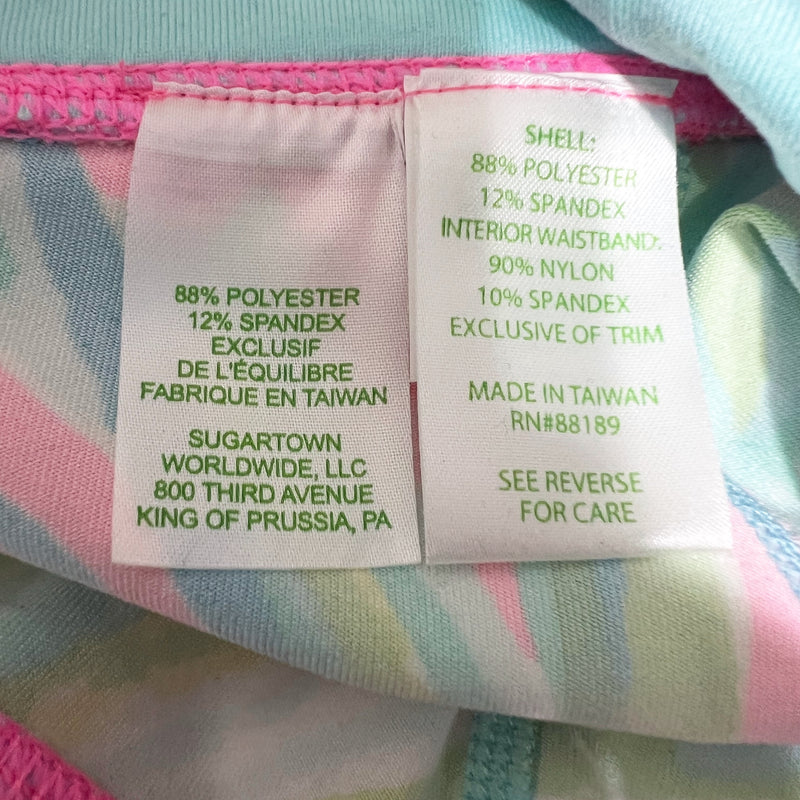 88% POLYESTER
12% SPANDEX
EXCLUSIF
DE L'ÉQUILIBRE
FABRIQUE EN TAIWAN
SUGARTOWN
WORLDWIDE, LLC
800 THIRD AVENUE
KING OF PRUSSIA, PA
SHELL:
88% POLYESTER
12% SPANDEX
INTERIOR WAISTBAND:
90% NYLON
10% SPANDEX
EXCLUSIVE OF TRIM
MADE IN TAIWAN
RN#88189
SEE REVERSE
FOR CARE